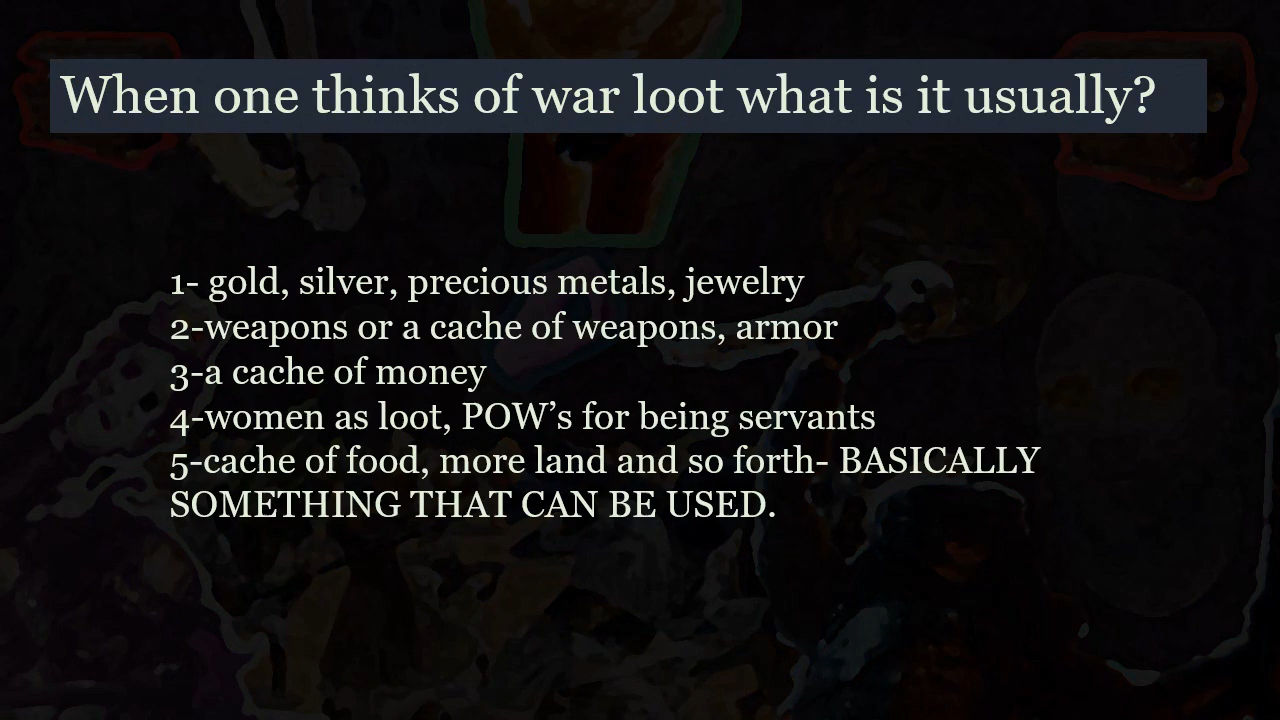 When one thinks of war loot what is it usually?
1- gold, silver, precious metals, jewelry
2-weapons or a cache of weapons, armor
3-a cache of money
4-women as loot, POW’s for being servants
5-cache of food, more land and so forth- BASICALLY
SOMETHING THAT CAN BE USED.